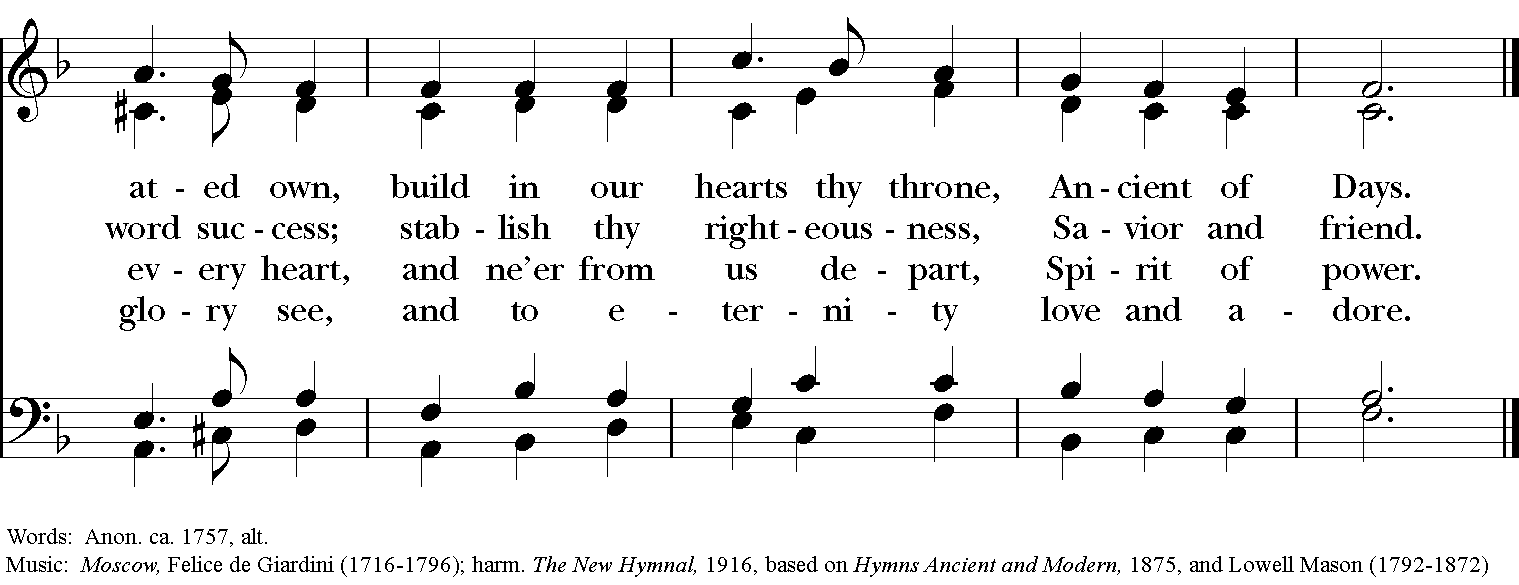 at - ed own, build in our hearts thy throne, An - cient of Days.
word suc - cess; stab - lish thy right - eous - ness, Sa - vior and friend.
ev - ery heart, and ne’er from us de - part, Spi - rit of power.
glo - ry see, and to e - ter - ni - ty love and a - dore.
Words: Anon. ca. 1757, alt.
Music: Moscow, Felice de Giardini (1716-1796); harm. The New Hymnal, 1916, based on Hymns Ancient and Modern, 1875, and Lowell Mason (1792-1872)